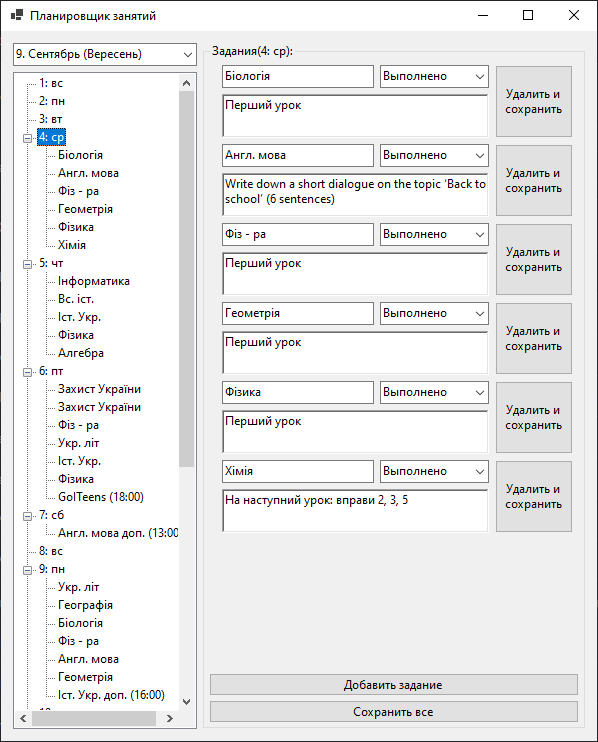 Планировщик занятий
9. Сентябрь (Вересень)
1: вс
2: пн
3: вт
4: ср
Біологія
Англ. мова
Фіз - ра
Геометрія
Фізика
Хімія
5: чт
Інформатика
Вс. іст.
Іст. Укр.
Фізика
Алгебра
6: пт
Захист України
Захист України
Фіз - ра
Укр. літ
Іст. Укр.
Фізика
GoITeens (18:00)
7: сб
Англ. мова доп. (13:00
8: вс
9: пн
Укр. літ
Географія
Біологія
Фіз - ра
Англ. мова
Геометрія
Іст. Укр. доп. (16:00)
Задания(4: ср):
Біологія Выполнено
Перший урок
Удалить и
сохранить
Англ. мова Выполнено
Write down a short dialogue on the topic ‘Back to
school’ (6 sentences)
Удалить и
сохранить
Фіз - ра Выполнено
Перший урок
Удалить и
сохранить
Геометрія Выполнено
Перший урок
Удалить и
сохранить
Фізика Выполнено
Перший урок
Удалить и
сохранить
Хімія Выполнено
На наступний урок: вправи 2, 3, 5
Удалить и
сохранить
Добавить задание
Сохранить все